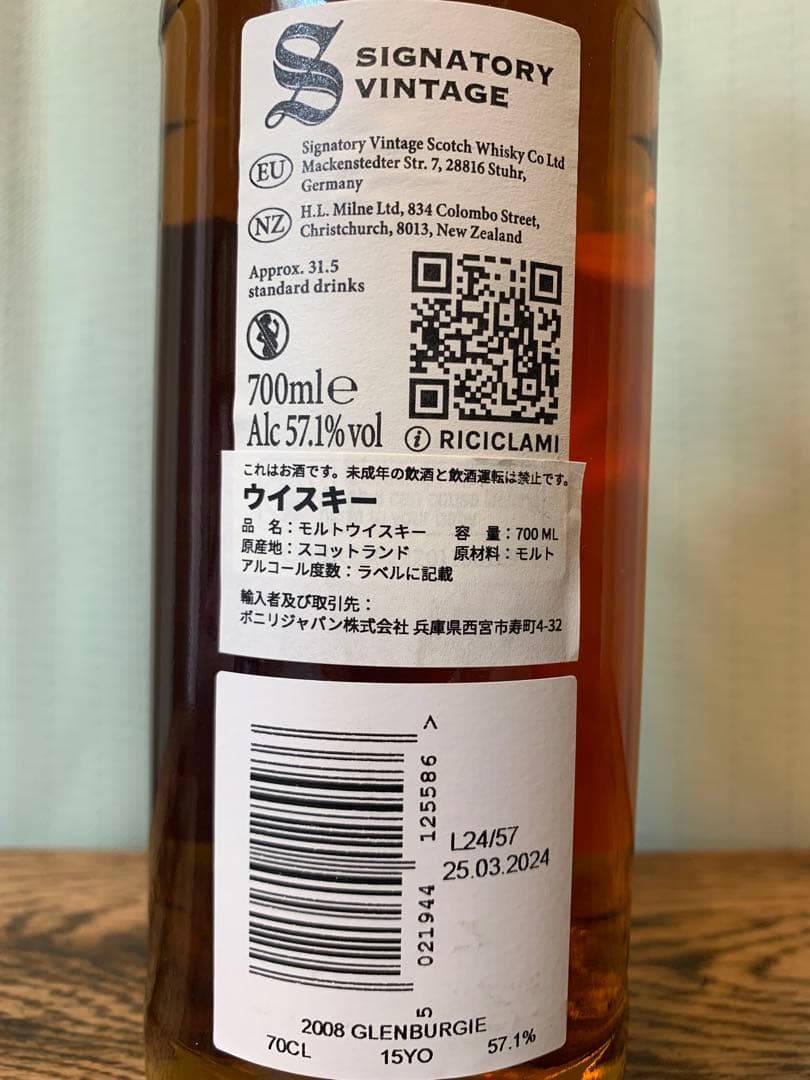 S SIGNATORY
VINTAGE
EU Signatory Vintage Scotch Whisky Co Ltd
Mackenstedter Str. 7, 28816 Stuhr,
Germany
NZ H.L. Milne Ltd, 834 Colombo Street,
Christchurch, 8013, New Zealand
Approx. 31.5
standard drinks
700ml ℮
Alc 57.1% vol
i RICICLAMI
これはお酒です。未成年の飲酒と飲酒運転は禁止です。
ウイスキー
品 名：モルトウイスキー 容 量：700 ML
原産地：スコットランド 原材料：モルト
アルコール度数：ラベルに記載
輸入者及び取引先：
ボニリジャパン株式会社 兵庫県西宮市寿町4-32
5 021944 125586 >
L24/57
25.03.2024
2008 GLENBURGIE
70CL 15YO 57.1%